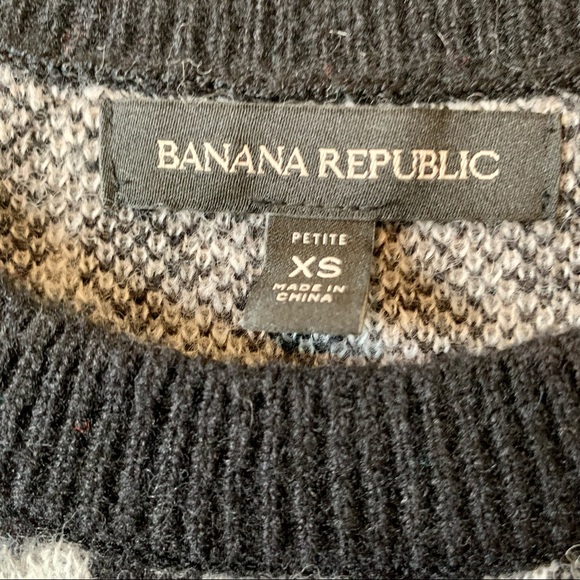 BANANA REPUBLIC
PETITE
XS
MADE IN
CHINA